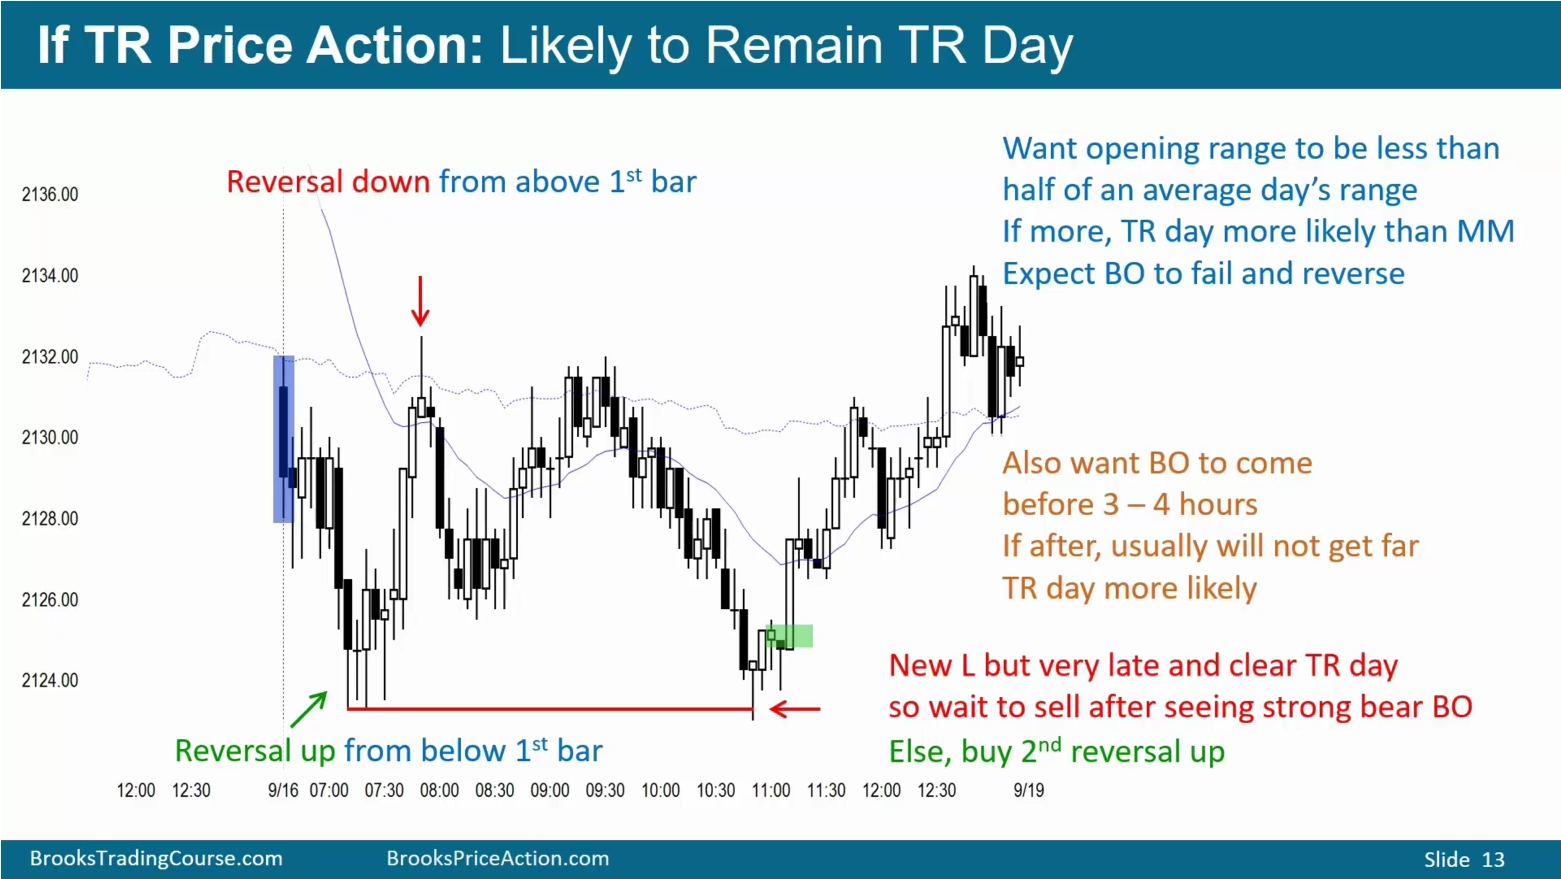 If TR Price Action: Likely to Remain TR Day
Want opening range to be less than
half of an average day's range
If more, TR day more likely than MM
Expect BO to fail and reverse
Reversal down from above 1st bar
2136.00
2134.00
2132.00
2130.00
2128.00
2126.00
2124.00
Also want BO to come
before 3 – 4 hours
If after, usually will not get far
TR day more likely
New L but very late and clear TR day
so wait to sell after seeing strong bear BO
Else, buy 2nd reversal up
Reversal up from below 1st bar
12:00 12:30 9/16 07:00 07:30 08:00 08:30 09:00 09:30 10:00 10:30 11:00 11:30 12:00 12:30 9/19
BrooksTradingCourse.com BrooksPriceAction.com Slide 13